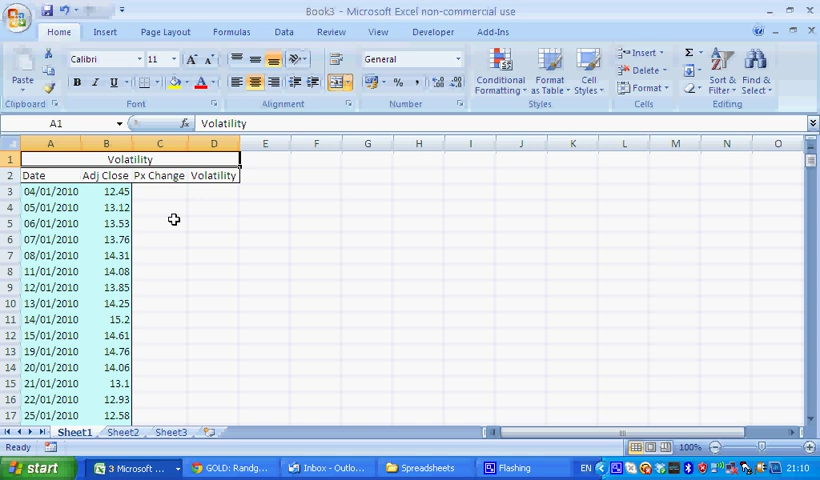 Book3 - Microsoft Excel non-commercial use
Home Insert Page Layout Formulas Data Review View Developer Add-Ins
Calibri 11 General Insert
Paste B I U % Conditional Formatting Format as Table Cell Styles Delete Sort & Filter Find & Select
Format
Clipboard Font Alignment Number Styles Cells Editing
A1 fx Volatility
A B C D E F G H I J K L M N O
1 Volatility
2 Date Adj Close Px Change Volatility
3 04/01/2010 12.45
4 05/01/2010 13.12
5 06/01/2010 13.53
6 07/01/2010 13.76
7 08/01/2010 14.31
8 11/01/2010 14.08
9 12/01/2010 13.85
10 13/01/2010 14.25
11 14/01/2010 15.2
12 15/01/2010 14.61
13 19/01/2010 14.76
14 20/01/2010 14.06
15 21/01/2010 13.1
16 22/01/2010 12.93
17 25/01/2010 12.58
Sheet1 Sheet2 Sheet3
Ready 100%
start 3 Microsoft ... GOLD: Randg... Inbox - Outlo... Spreadsheets Flashing EN 21:10